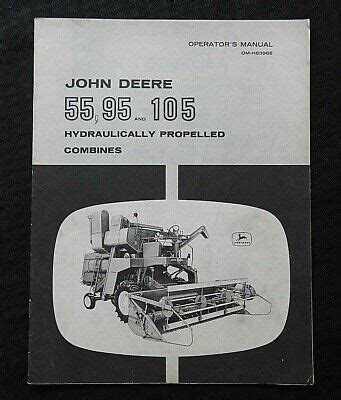 OPERATOR'S MANUAL
OM-H63965
JOHN DEERE
55, 95 AND 105
HYDRAULICALLY PROPELLED
COMBINES